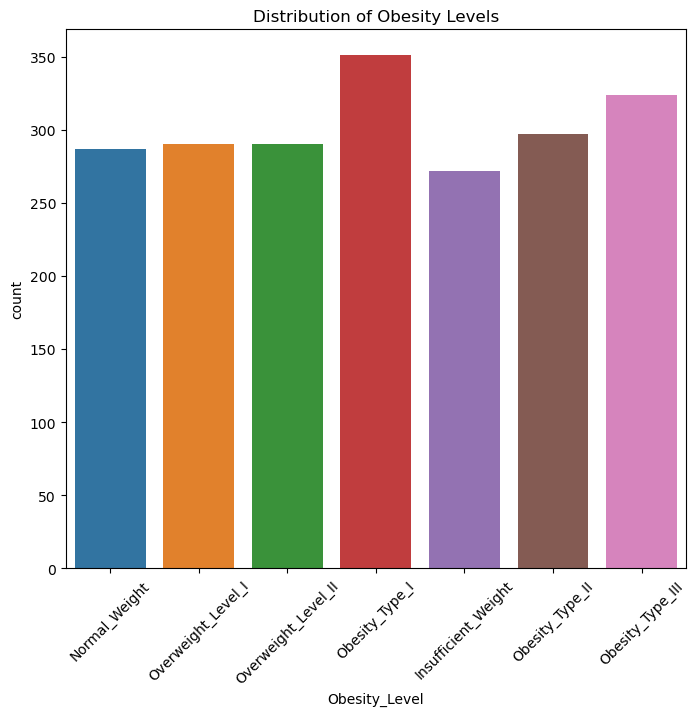 Distribution of Obesity Levels
350
300
250
200
150
100
50
0
count
Normal_Weight
Overweight_Level_I
Overweight_Level_II
Obesity_Type_I
Insufficient_Weight
Obesity_Type_II
Obesity_Type_III
Obesity_Level